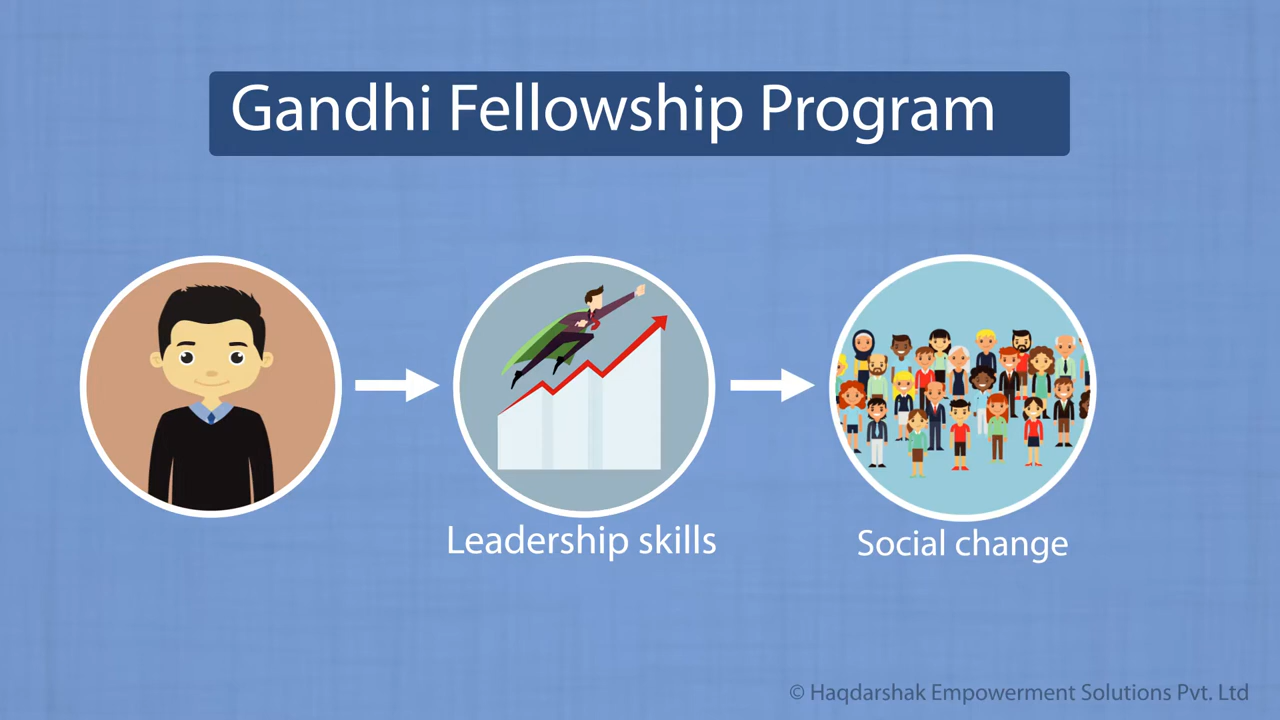 Gandhi Fellowship Program
Leadership skills
Social change
© Haqdarshak Empowerment Solutions Pvt. Ltd